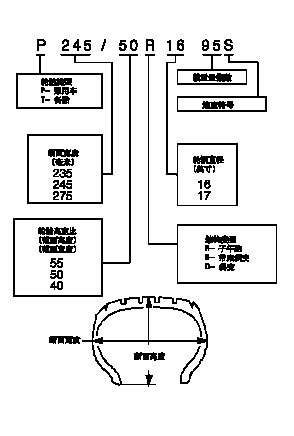 P 245 / 50 R 16 95S
轮胎类型
P- 乘用车
T- 备胎
载重量指数
速度符号
断面宽度
(毫米)
235
245
275
轮辋直径
(英寸)
16
17
轮胎高宽比
(断面高度)
(断面宽度)
55
50
40
结构类型
R- 子午胎
B- 带束斜交
D- 斜交
断面宽度
断面高度